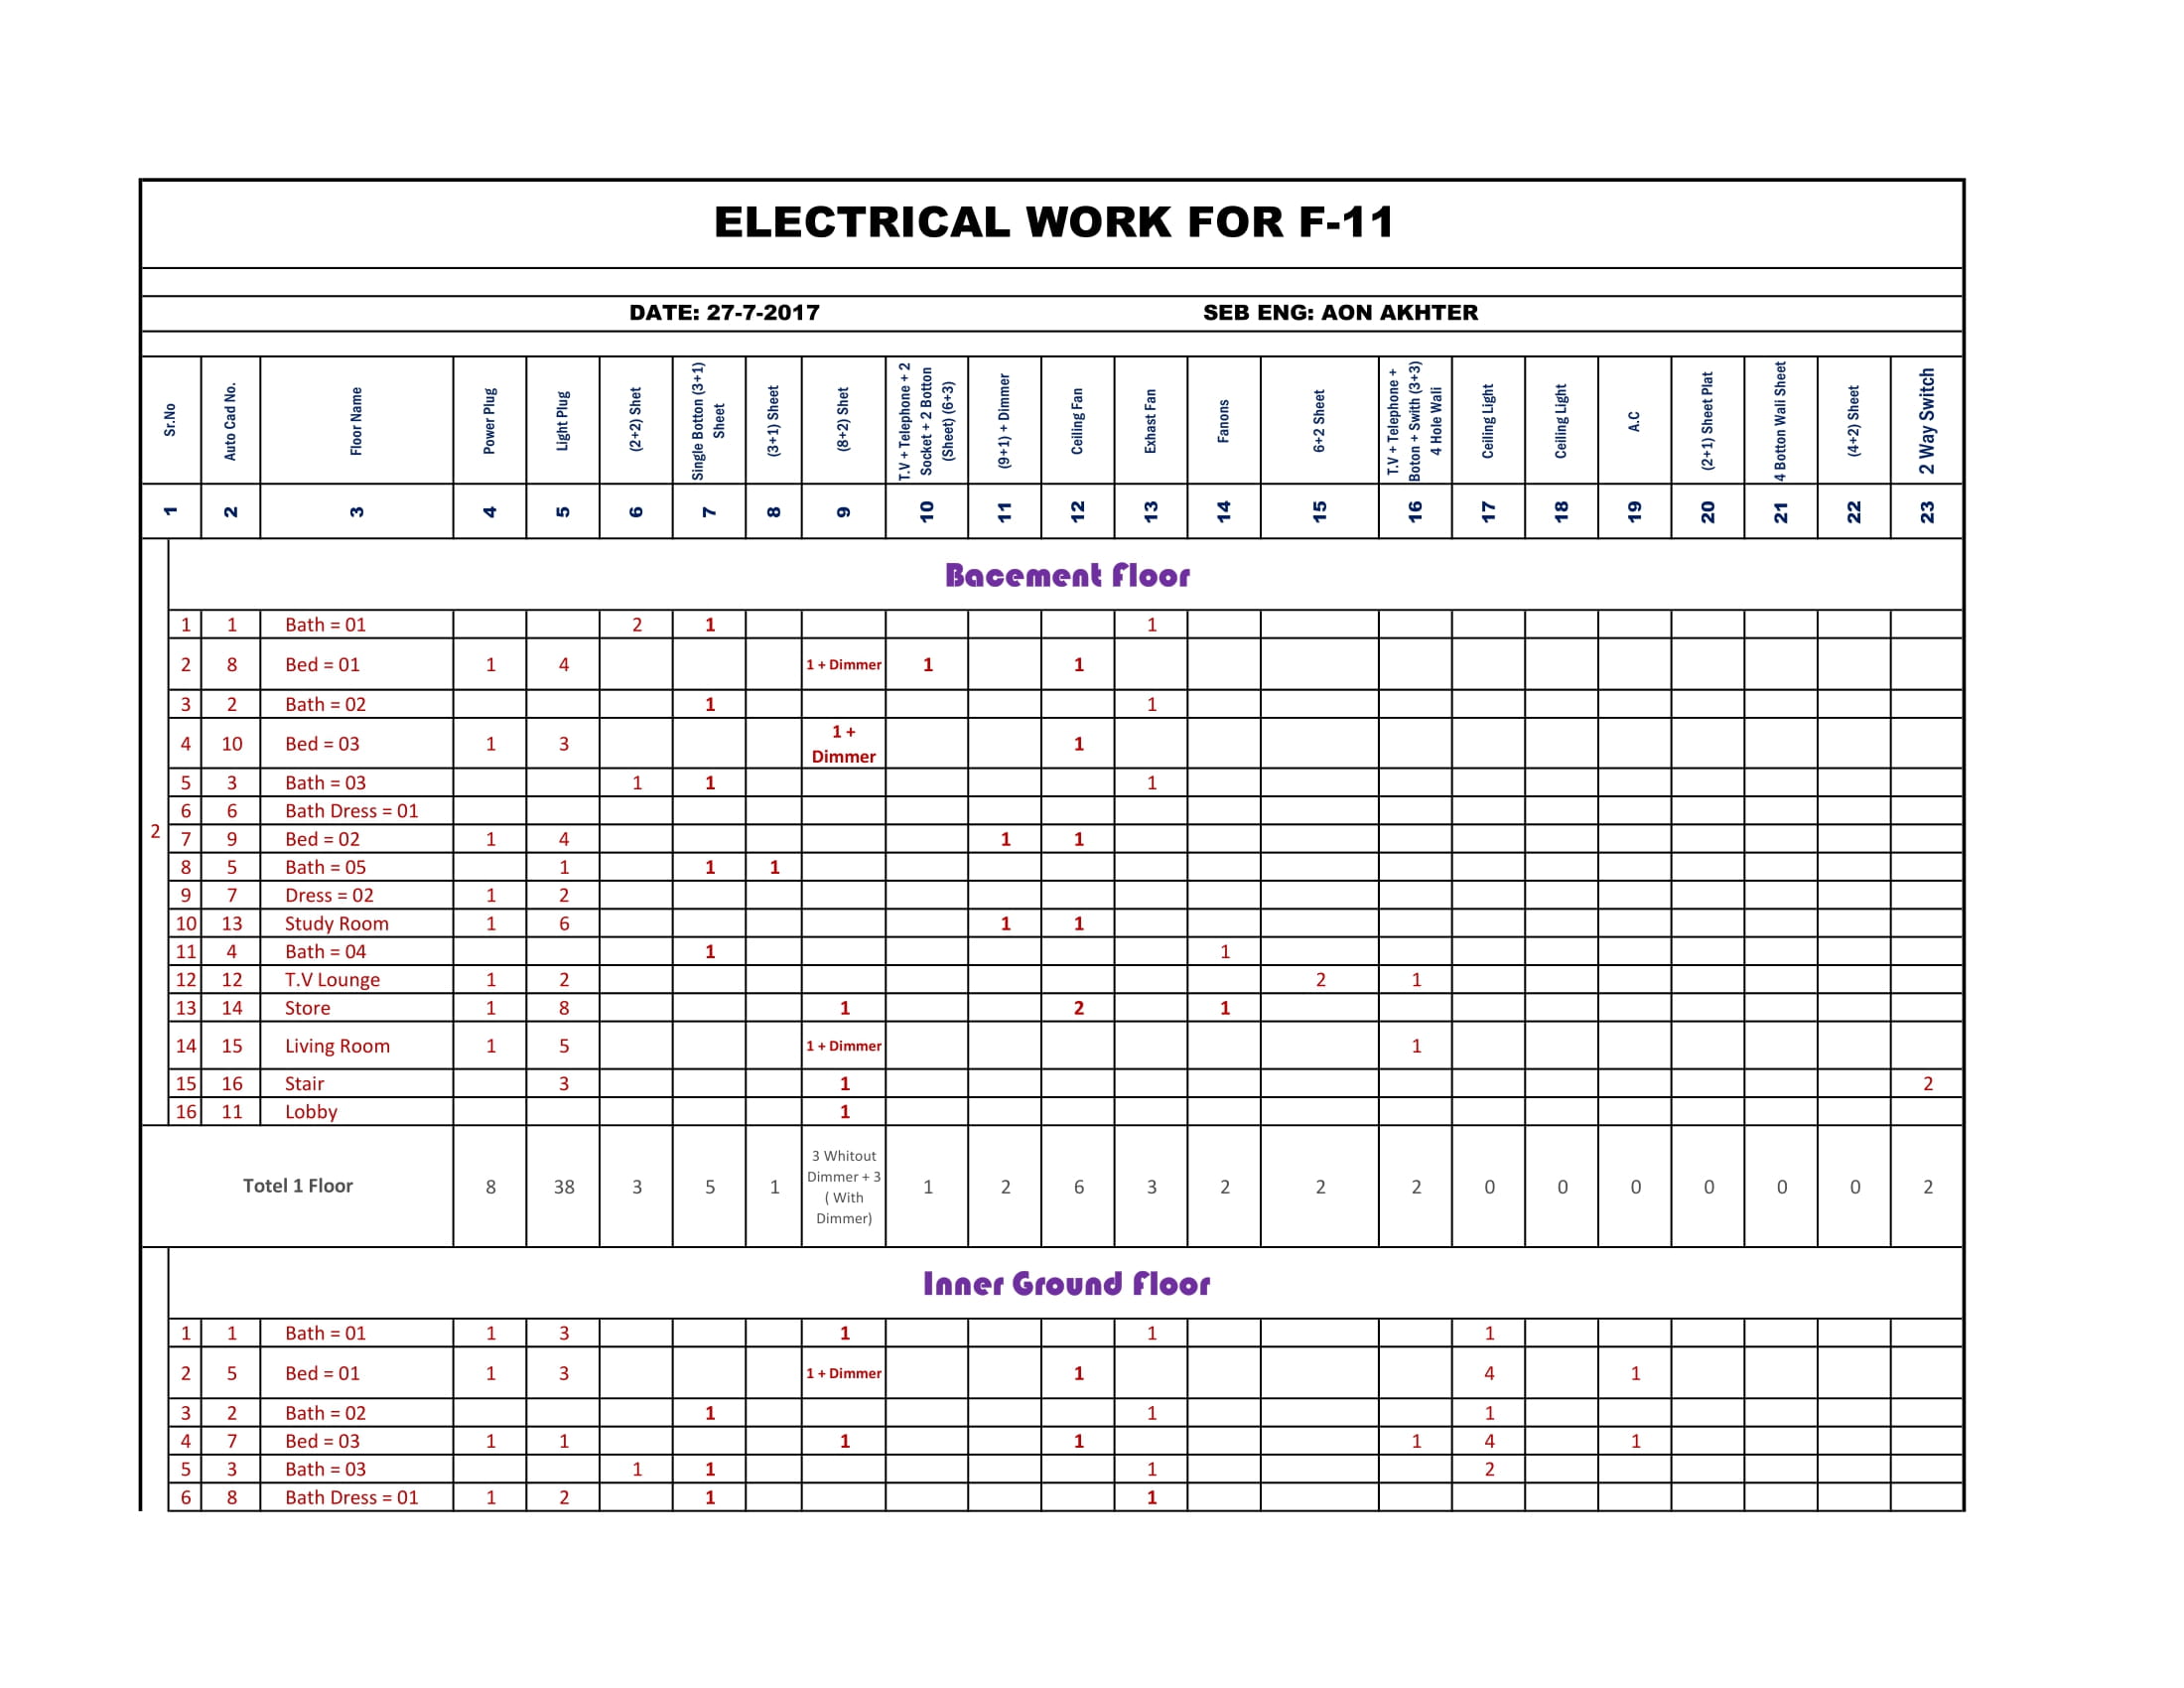 ELECTRICAL WORK FOR F-11
DATE: 27-7-2017 SEB ENG: AON AKHTER
Sr.No
Auto Cad No.
Floor Name
Power Plug
Light Plug
(2+2) Shet
Single Botton (3+1)
Sheet
(3+1) Sheet
(8+2) Shet
T.V + Telephone + 2
Socket + 2 Botton
(Sheet) (6+3)
(9+1) + Dimmer
Ceiling Fan
Exhast Fan
Fanons
6+2 Sheet
T.V + Telephone +
Boton + Swith (3+3)
4 Hole Wali
Ceiling Light
Ceiling Light
A.C
(2+1) Sheet Plat
4 Botton Wall Sheet
(4+2) Sheet
2 Way Switch
1 2 3 4 5 6 7 8 9 10 11 12 13 14 15 16 17 18 19 20 21 22 23
Bacement Floor
1 1 Bath = 01 2 1 1
2 8 Bed = 01 1 4 1 + Dimmer 1 1
3 2 Bath = 02 1 1
4 10 Bed = 03 1 3 1 +
Dimmer 1
5 3 Bath = 03 1 1 1
6 6 Bath Dress = 01
2
7 9 Bed = 02 1 4 1 1
8 5 Bath = 05 1 1 1
9 7 Dress = 02 1 2
10 13 Study Room 1 6 1 1
11 4 Bath = 04 1 1
12 12 T.V Lounge 1 2 2 1
13 14 Store 1 8 1 2 1
14 15 Living Room 1 5 1 + Dimmer 1
15 16 Stair 3 1 2
16 11 Lobby 1
Totel 1 Floor 8 38 3 5 1 3 Whitout
Dimmer + 3
( With
Dimmer) 1 2 6 3 2 2 2 0 0 0 0 0 0 2
Inner Ground Floor
1 1 Bath = 01 1 3 1 1 1
2 5 Bed = 01 1 3 1 + Dimmer 1 4 1
3 2 Bath = 02 1 1 1
4 7 Bed = 03 1 1 1 1 1 4 1
5 3 Bath = 03 1 1 1 2
6 8 Bath Dress = 01 1 2 1 1